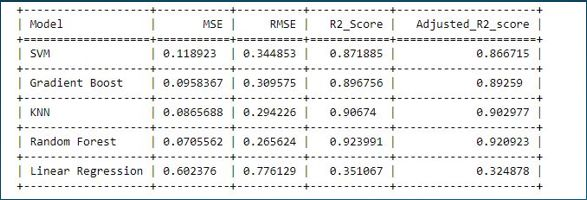 Model MSE RMSE R2_Score Adjusted_R2_score
SVM 0.118923 0.344853 0.871885 0.866715
Gradient Boost 0.0958367 0.309575 0.896756 0.89259
KNN 0.0865688 0.294226 0.90674 0.902977
Random Forest 0.0705562 0.265624 0.923991 0.920923
Linear Regression 0.602376 0.776129 0.351067 0.324878